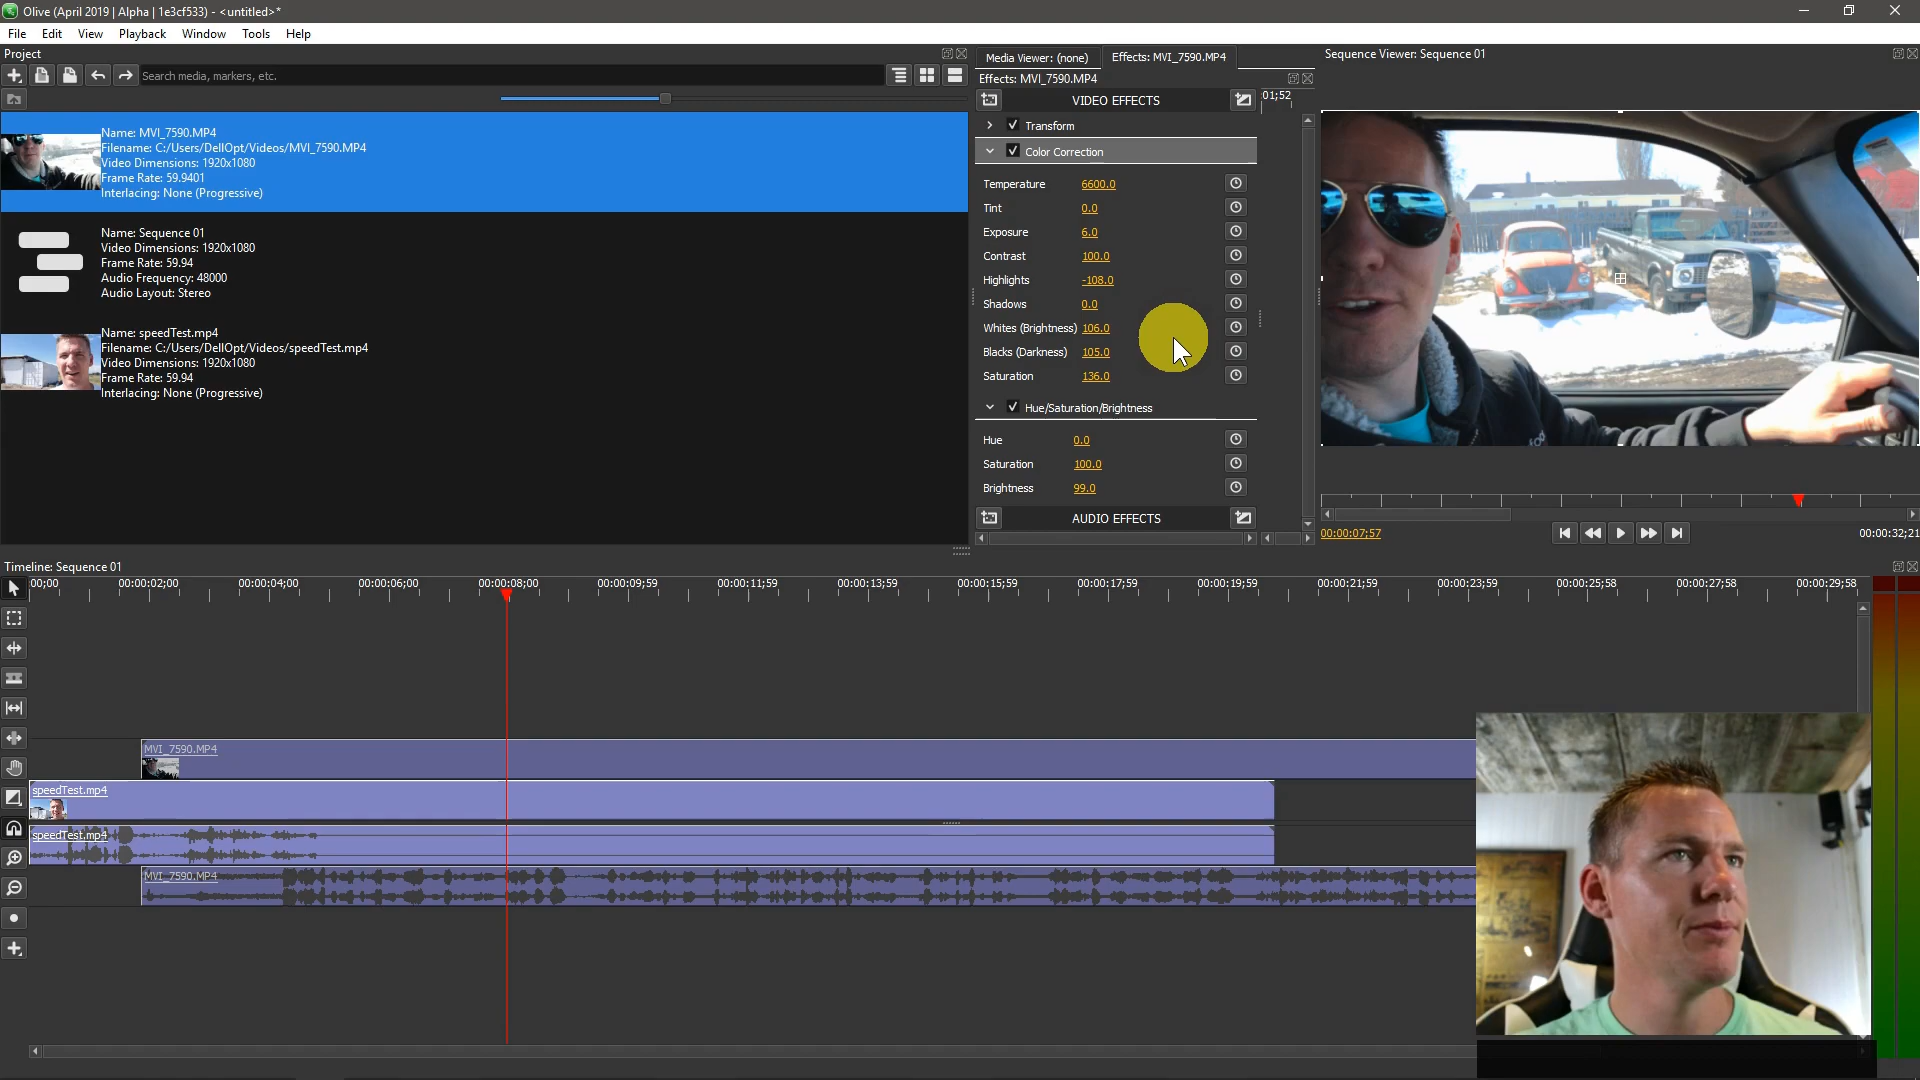 Olive (April 2019 | Alpha | 1e3cf533) - <untitled>*
File Edit View Playback Window Tools Help
Project
Search media, markers, etc.
Name: MVI_7590.MP4
Filename: C:/Users/DellOpt/Videos/MVI_7590.MP4
Video Dimensions: 1920x1080
Frame Rate: 59.9401
Interlacing: None (Progressive)
Name: Sequence 01
Video Dimensions: 1920x1080
Frame Rate: 59.94
Audio Frequency: 48000
Audio Layout: Stereo
Name: speedTest.mp4
Filename: C:/Users/DellOpt/Videos/speedTest.mp4
Video Dimensions: 1920x1080
Frame Rate: 59.94
Interlacing: None (Progressive)
Media Viewer: (none) Effects: MVI_7590.MP4
Effects: MVI_7590.MP4
VIDEO EFFECTS 01;52
Transform
Color Correction
Temperature 6600.0
Tint 0.0
Exposure 6.0
Contrast 100.0
Highlights -108.0
Shadows 0.0
Whites (Brightness) 106.0
Blacks (Darkness) 105.0
Saturation 136.0
Hue/Saturation/Brightness
Hue 0.0
Saturation 100.0
Brightness 99.0
AUDIO EFFECTS
Sequence Viewer: Sequence 01
00:00:07;57 00:00:32;21
Timeline: Sequence 01
00;00 00:00:02;00 00:00:04;00 00:00:06;00 00:00:08;00 00:00:09;59 00:00:11;59 00:00:13;59 00:00:15;59 00:00:17;59 00:00:19;59 00:00:21;59 00:00:23;59 00:00:25;58 00:00:27;58 00:00:29;58
MVI_7590.MP4
speedTest.mp4
speedTest.mp4
MVI_7590.MP4